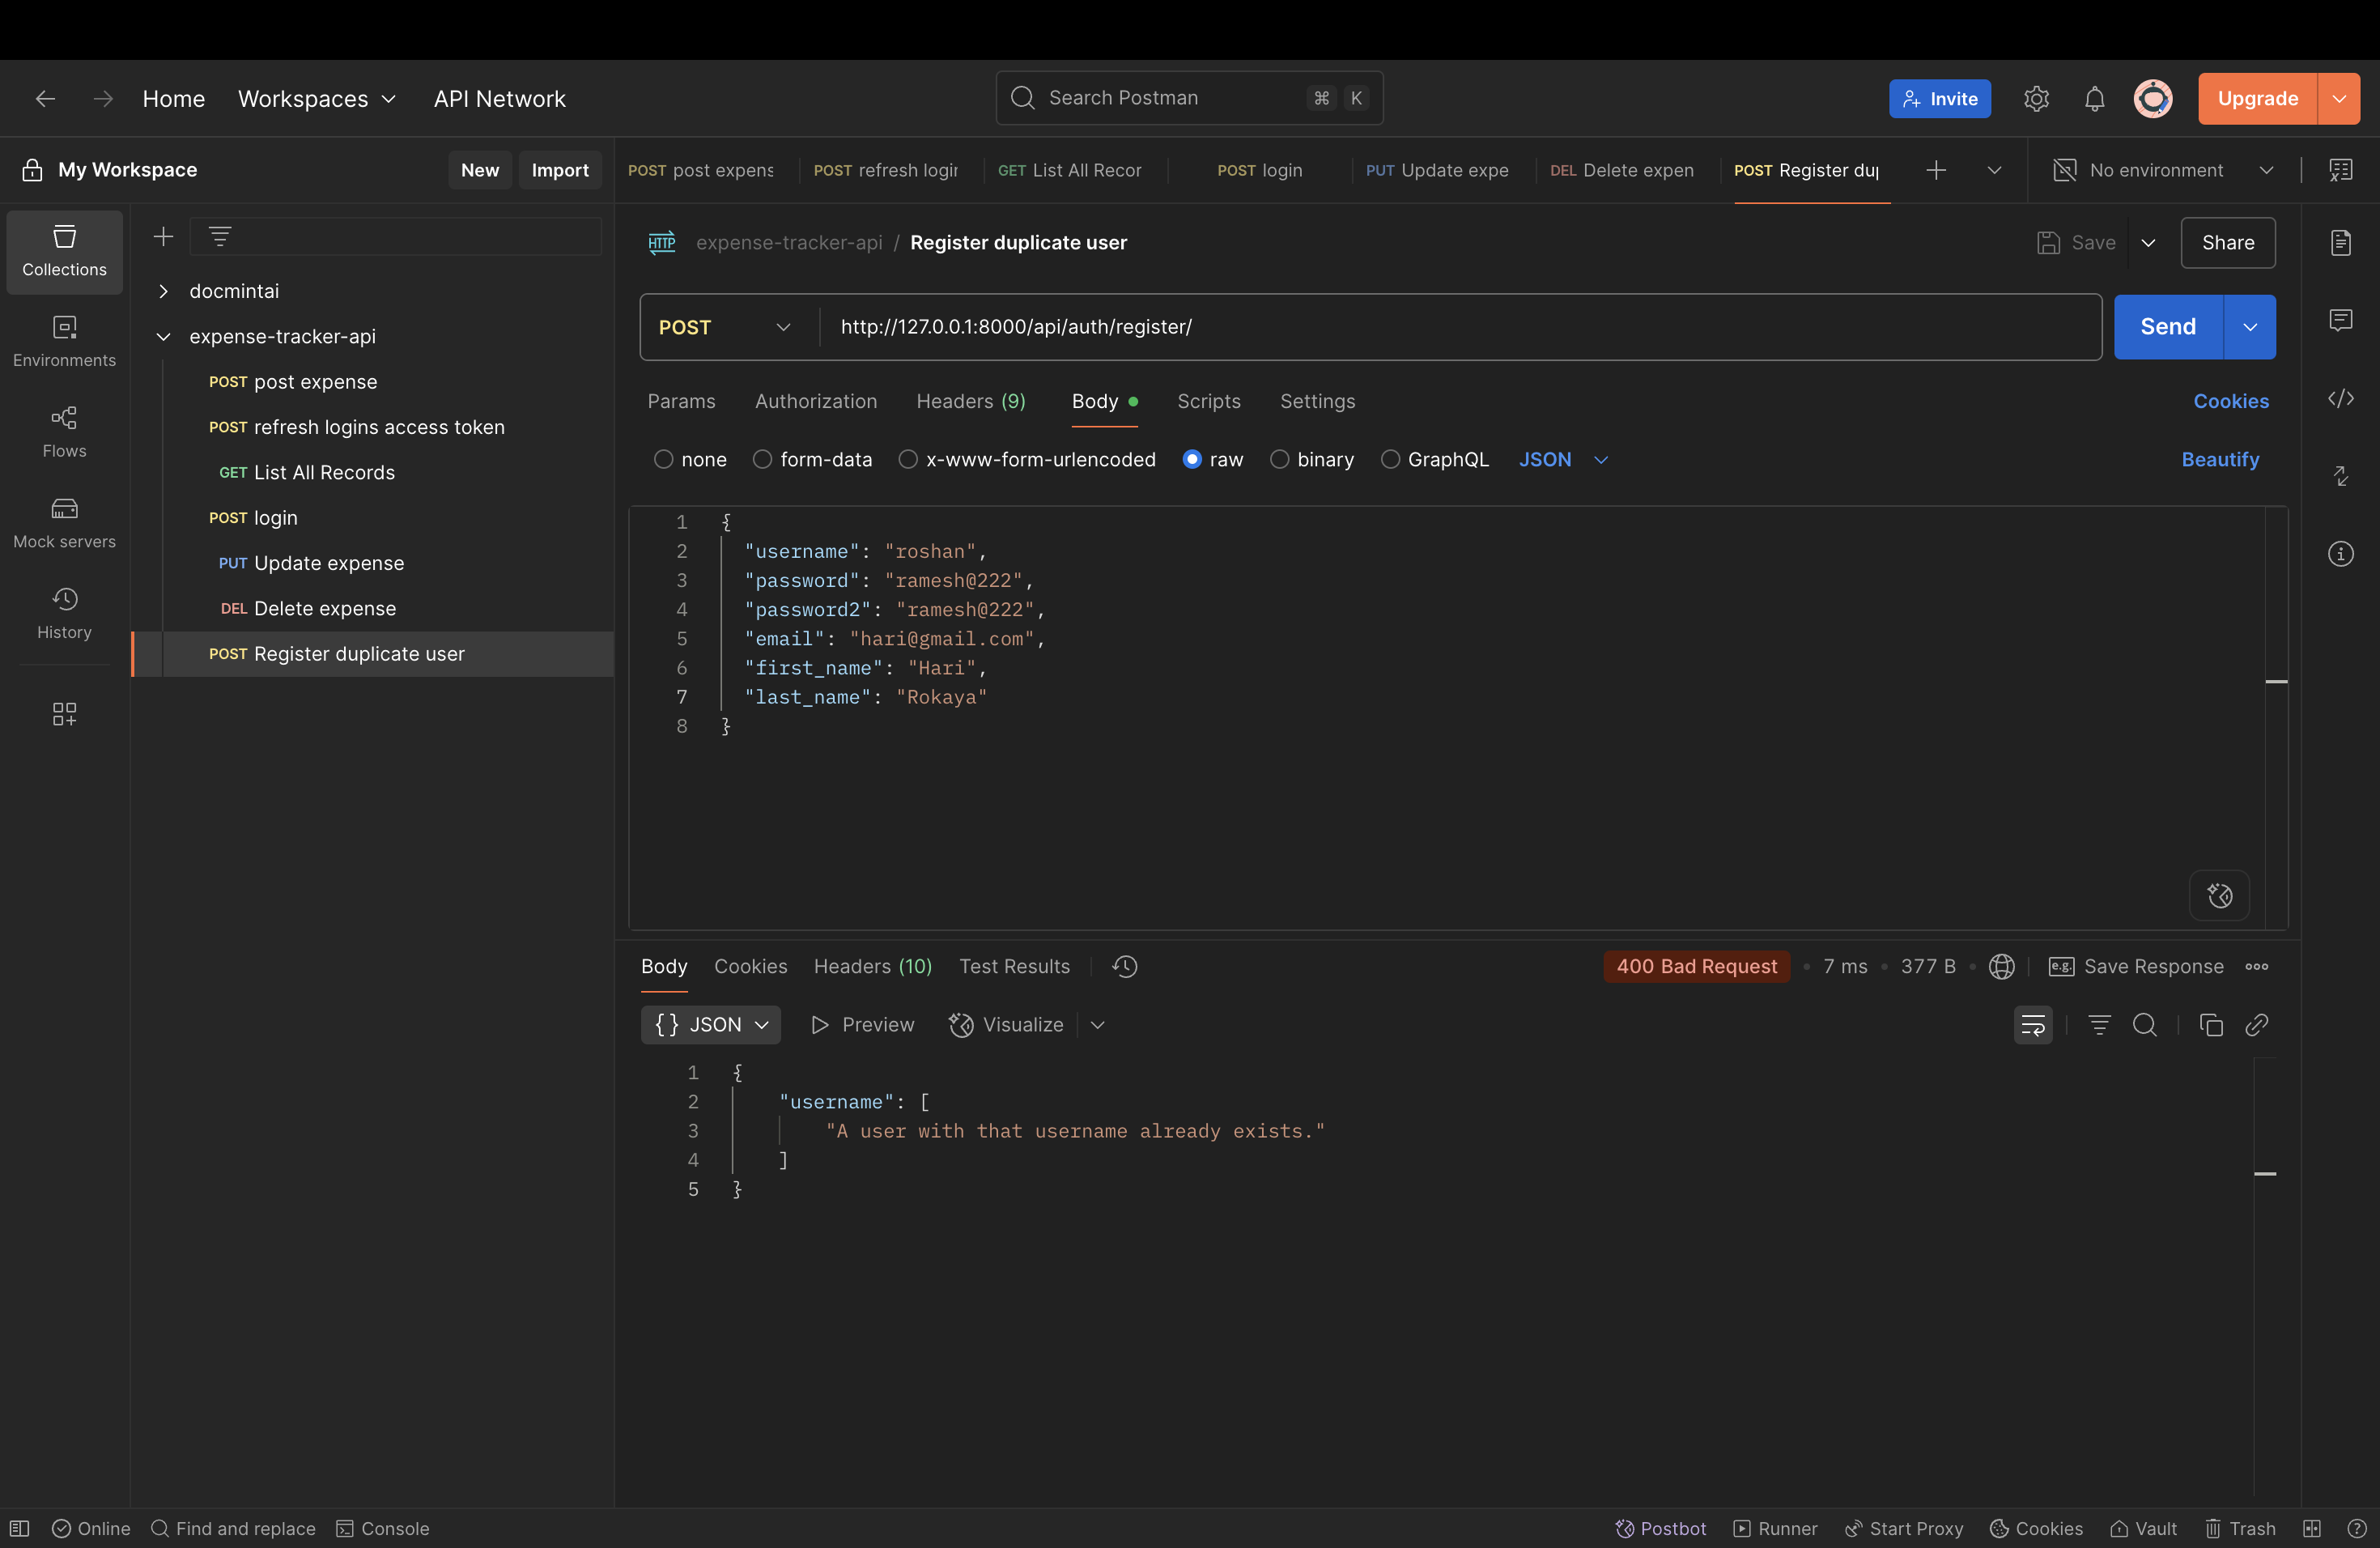 Home Workspaces API Network Search Postman ⌘ K Invite Upgrade
My Workspace New Import POST post expens POST refresh login GET List All Recor POST login PUT Update expe DEL Delete expen POST Register dup No environment
Collections
Environments
Flows
Mock servers
History
docmintai
expense-tracker-api
POST post expense
POST refresh logins access token
GET List All Records
POST login
PUT Update expense
DEL Delete expense
POST Register duplicate user
HTTP expense-tracker-api / Register duplicate user Save Share
POST http://127.0.0.1:8000/api/auth/register/ Send
Params Authorization Headers (9) Body Scripts Settings Cookies
none form-data x-www-form-urlencoded raw binary GraphQL JSON Beautify
1 {
2 "username": "roshan",
3 "password": "ramesh@222",
4 "password2": "ramesh@222",
5 "email": "hari@gmail.com",
6 "first_name": "Hari",
7 "last_name": "Rokaya"
8 }
Body Cookies Headers (10) Test Results 400 Bad Request • 7 ms • 377 B • e.g. Save Response
{} JSON Preview Visualize
1 {
2 "username": [
3 "A user with that username already exists."
4 ]
5 }
Online Find and replace Console Postbot Runner Start Proxy Cookies Vault Trash